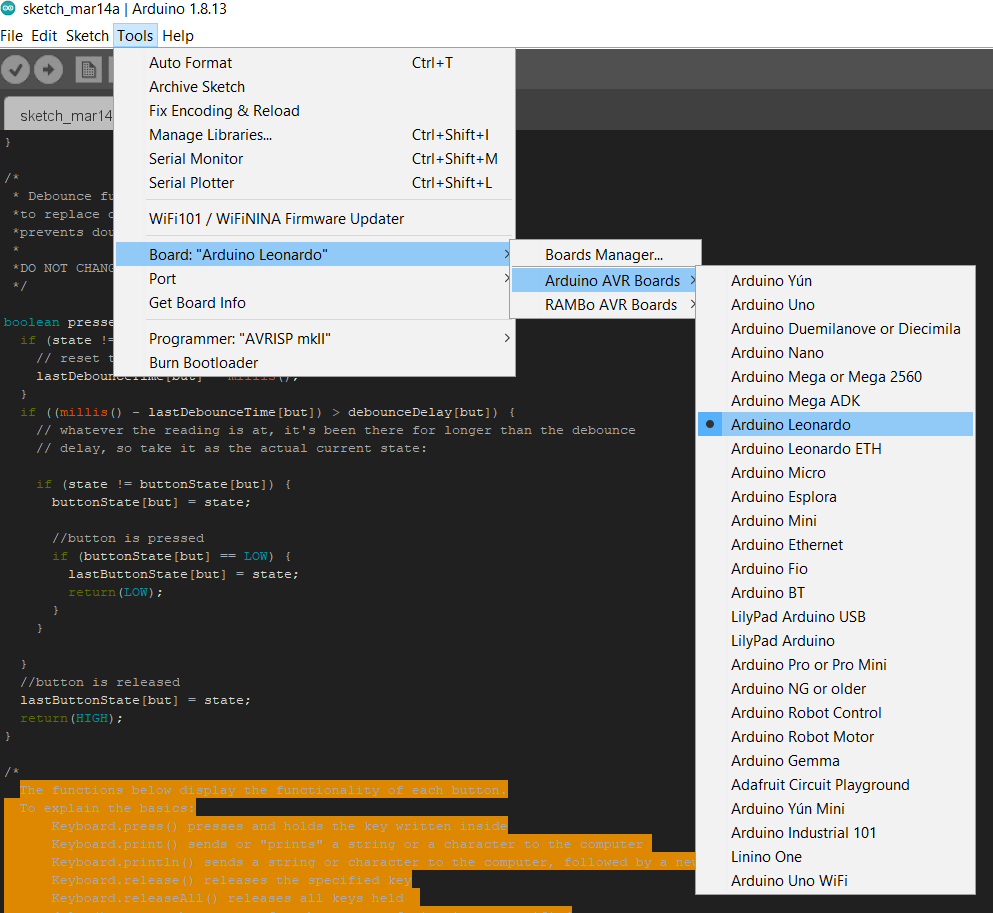 sketch_mar14a | Arduino 1.8.13
File Edit Sketch Tools Help
sketch_mar14
Auto Format Ctrl+T
Archive Sketch
Fix Encoding & Reload
Manage Libraries... Ctrl+Shift+I
Serial Monitor Ctrl+Shift+M
Serial Plotter Ctrl+Shift+L
WiFi101 / WiFiNINA Firmware Updater
Board: "Arduino Leonardo"
Port
Get Board Info
Programmer: "AVRISP mkII"
Burn Bootloader
Boards Manager...
Arduino AVR Boards
RAMBo AVR Boards
Arduino Yún
Arduino Uno
Arduino Duemilanove or Diecimila
Arduino Nano
Arduino Mega or Mega 2560
Arduino Mega ADK
Arduino Leonardo
Arduino Leonardo ETH
Arduino Micro
Arduino Esplora
Arduino Mini
Arduino Ethernet
Arduino Fio
Arduino BT
LilyPad Arduino USB
LilyPad Arduino
Arduino Pro or Pro Mini
Arduino NG or older
Arduino Robot Control
Arduino Robot Motor
Arduino Gemma
Adafruit Circuit Playground
Arduino Yún Mini
Arduino Industrial 101
Linino One
Arduino Uno WiFi
}
/*
* Debounce fu
*to replace
*prevents dou
*
*DO NOT CHANG
*/
boolean presse
if (state !=
// reset t
lastDebounceTime[but] = millis();
}
if ((millis() - lastDebounceTime[but]) > debounceDelay[but]) {
// whatever the reading is at, it's been there for longer than the debounce
// delay, so take it as the actual current state:
if (state != buttonState[but]) {
buttonState[but] = state;
//button is pressed
if (buttonState[but] == LOW) {
lastButtonState[but] = state;
return(LOW);
}
}
}
//button is released
lastButtonState[but] = state;
return(HIGH);
}
/*
The functions below display the functionality of each button.
To explain the basics:
Keyboard.press() presses and holds the key written inside
Keyboard.print() sends or "prints" a string or a character to the computer
Keyboard.println() sends a string or character to the computer, followed by a new
Keyboard.release() releases the specified key
Keyboard.releaseAll() releases all keys held